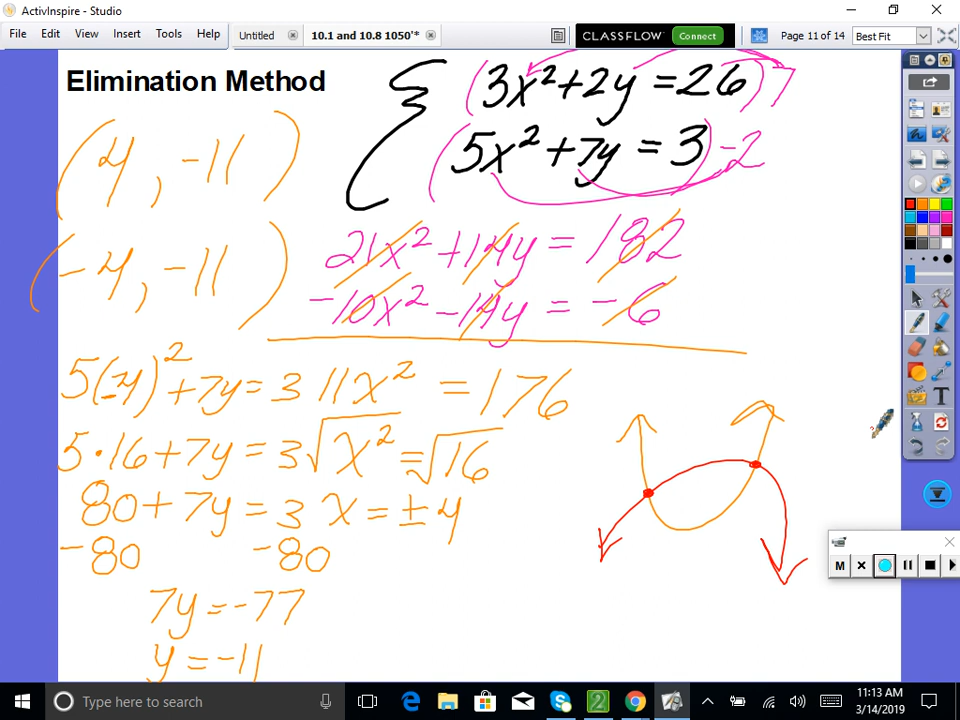 ActivInspire - Studio
File Edit View Insert Tools Help
Untitled
10.1 and 10.8 1050'*
CLASSFLOW Connect
Page 11 of 14
Best Fit
Elimination Method
(3x²+2y =26)7
(5x²+7y = 3)-2
(4, -11)
(-4, -11)
21x²+14y = 182
-10x²-14y = -6
11x² = 176
√x² = √16
x = ±4
5(-4)²+7y = 3
5·16+7y = 3
80+7y = 3
-80 -80
7y = -77
y = -11
M
T
Type here to search
11:13 AM
3/14/2019